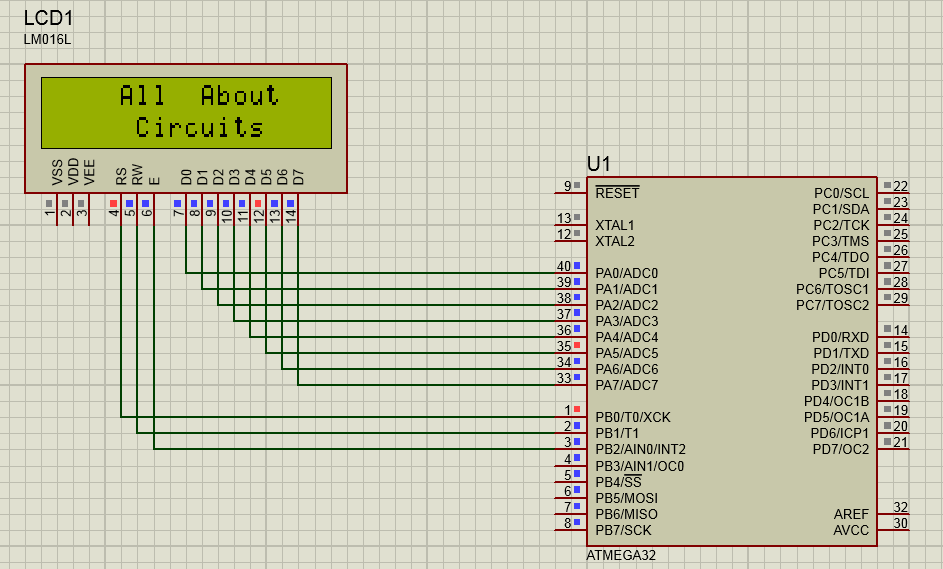 LCD1
LM016L
All About
Circuits
VSS VDD VEE RS RW E D0 D1 D2 D3 D4 D5 D6 D7
1 2 3 4 5 6 7 8 9 10 11 12 13 14
U1
9 RESET PC0/SCL 22
PC1/SDA 23
13 XTAL1 PC2/TCK 24
12 XTAL2 PC3/TMS 25
PC4/TDO 26
40 PA0/ADC0 PC5/TDI 27
39 PA1/ADC1 PC6/TOSC1 28
38 PA2/ADC2 PC7/TOSC2 29
37 PA3/ADC3
36 PA4/ADC4 PD0/RXD 14
35 PA5/ADC5 PD1/TXD 15
34 PA6/ADC6 PD2/INT0 16
33 PA7/ADC7 PD3/INT1 17
PD4/OC1B 18
1 PB0/T0/XCK PD5/OC1A 19
2 PB1/T1 PD6/ICP1 20
3 PB2/AIN0/INT2 PD7/OC2 21
4 PB3/AIN1/OC0
5 PB4/SS
6 PB5/MOSI
7 PB6/MISO AREF 32
8 PB7/SCK AVCC 30
ATMEGA32